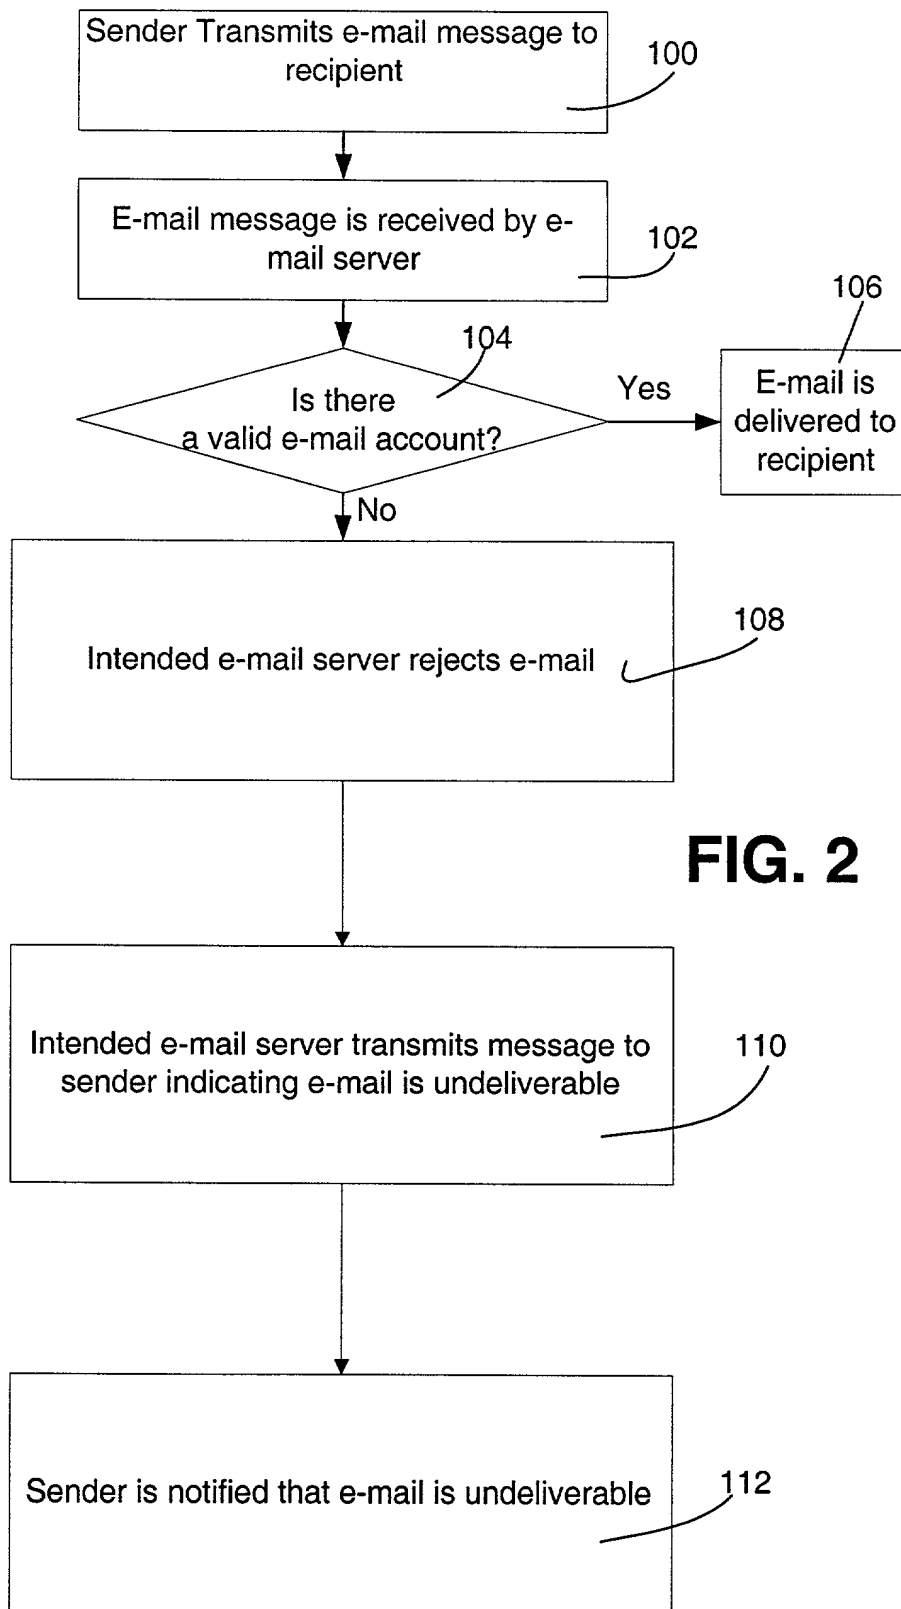 Sender Transmits e-mail message to
recipient
100
E-mail message is received by e-
mail server
102
106
104
Is there
a valid e-mail account?
Yes
E-mail is
delivered to
recipient
No
108
Intended e-mail server rejects e-mail
FIG. 2
Intended e-mail server transmits message to
sender indicating e-mail is undeliverable
110
Sender is notified that e-mail is undeliverable
112